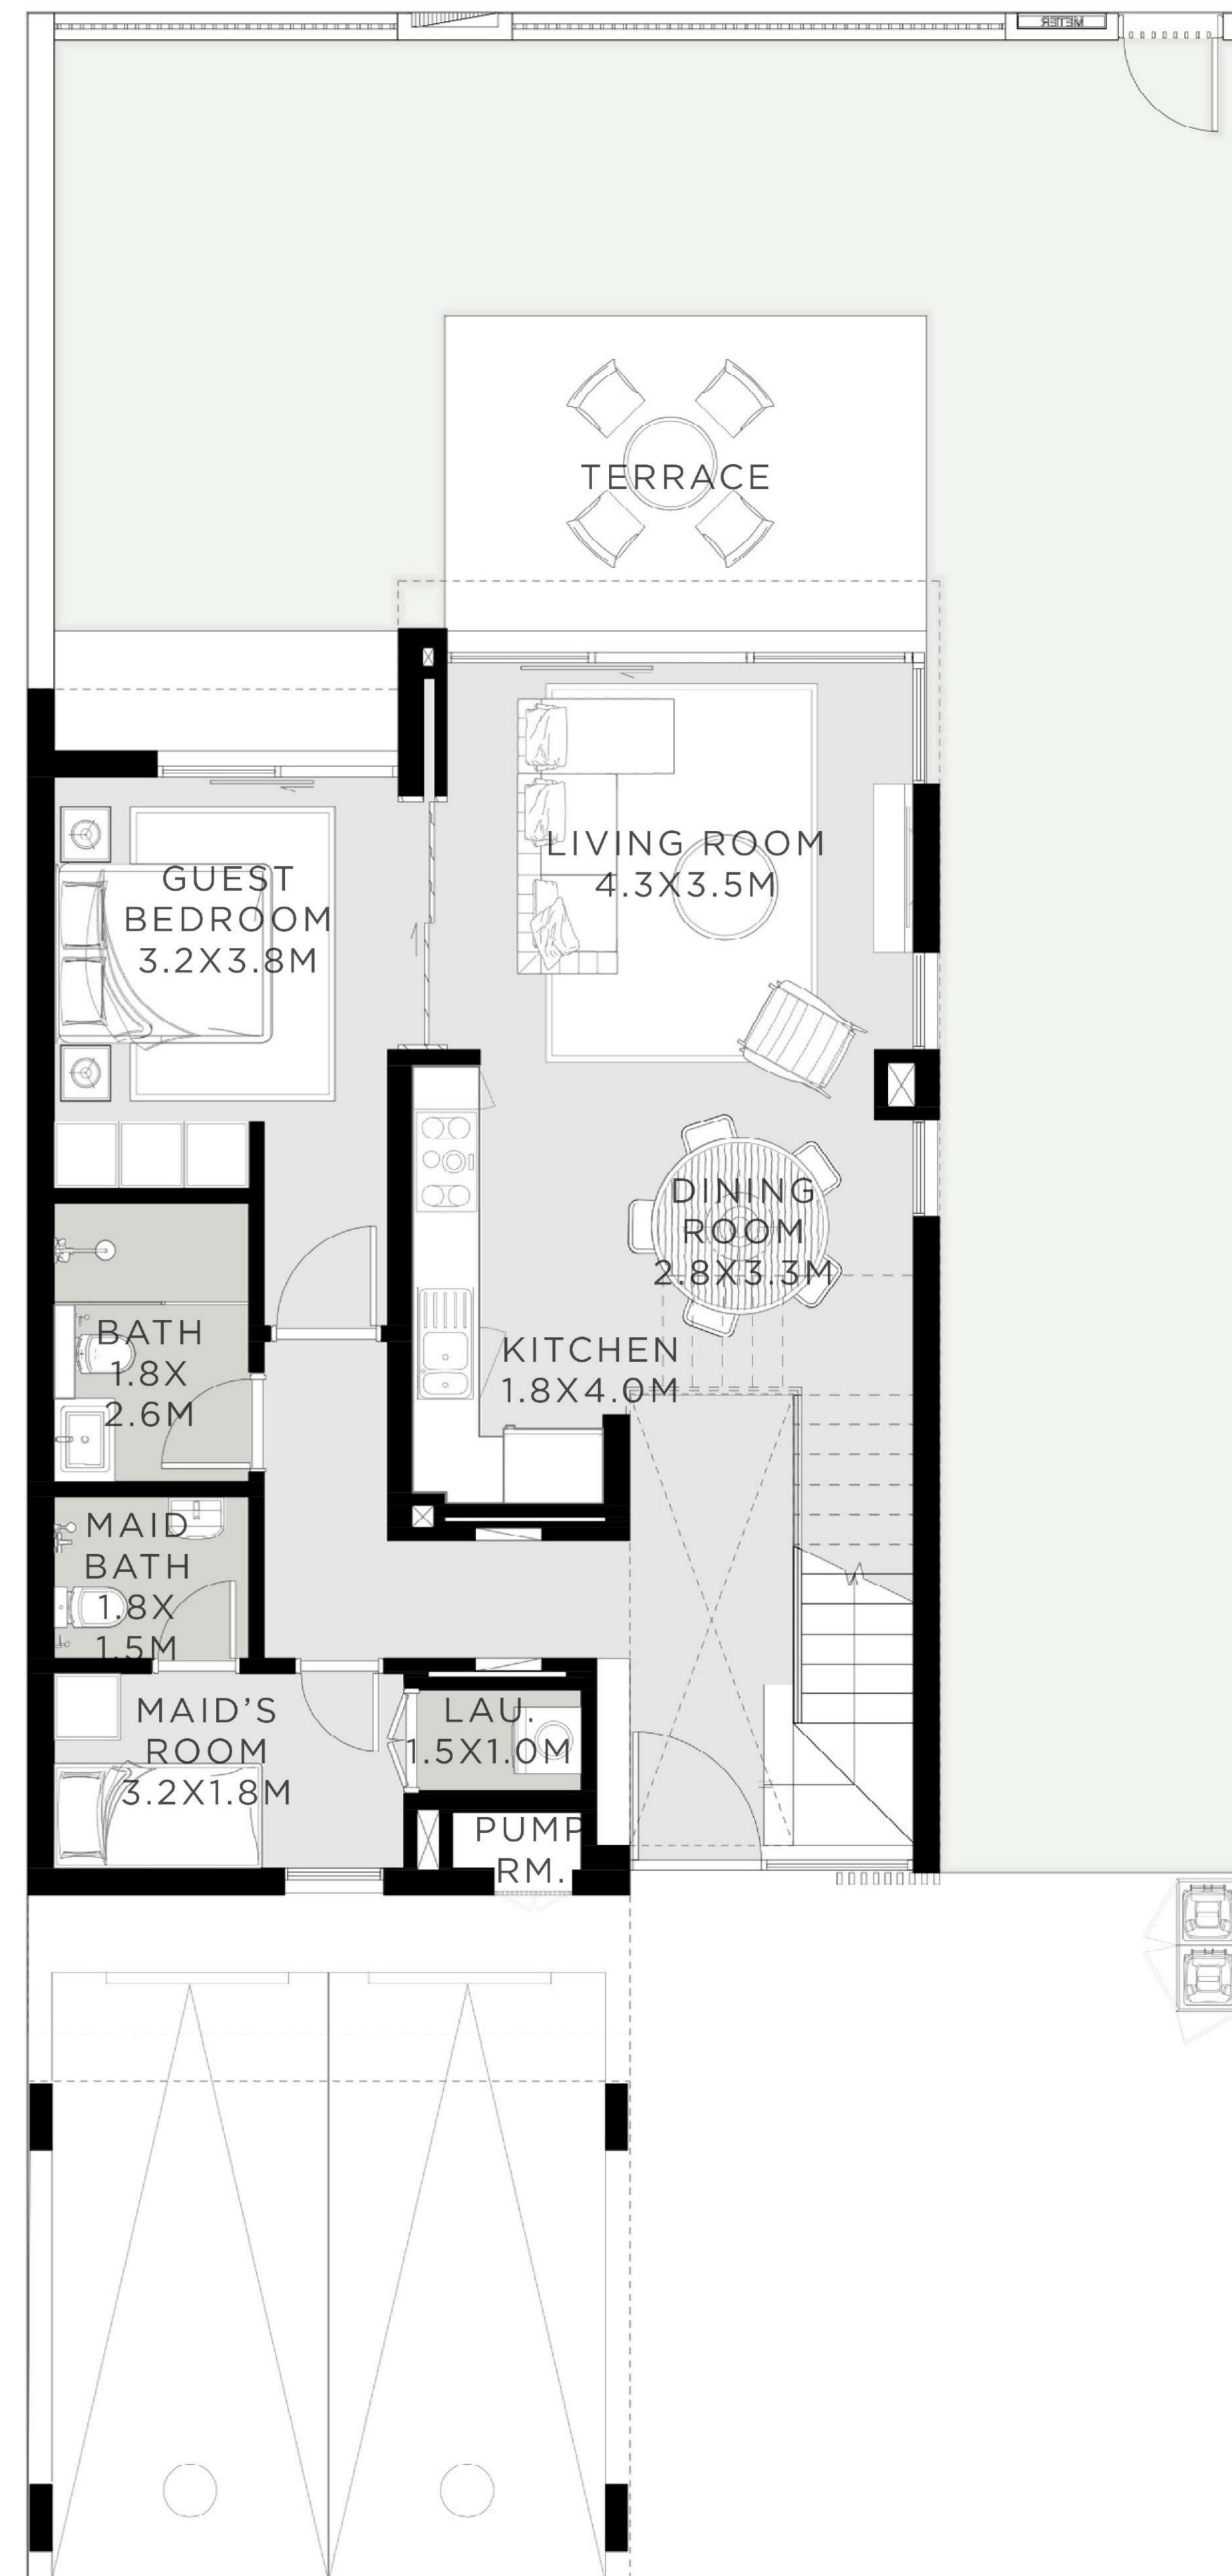 METER
TERRACE
LIVING ROOM
4.3X3.5M
GUEST
BEDROOM
3.2X3.8M
DINING
ROOM
2.8X3.3M
BATH
1.8X
2.6M
KITCHEN
1.8X4.0M
MAID
BATH
1.8X
1.5M
MAID'S
ROOM
3.2X1.8M
LAU.
1.5X1.0M
PUMP
RM.